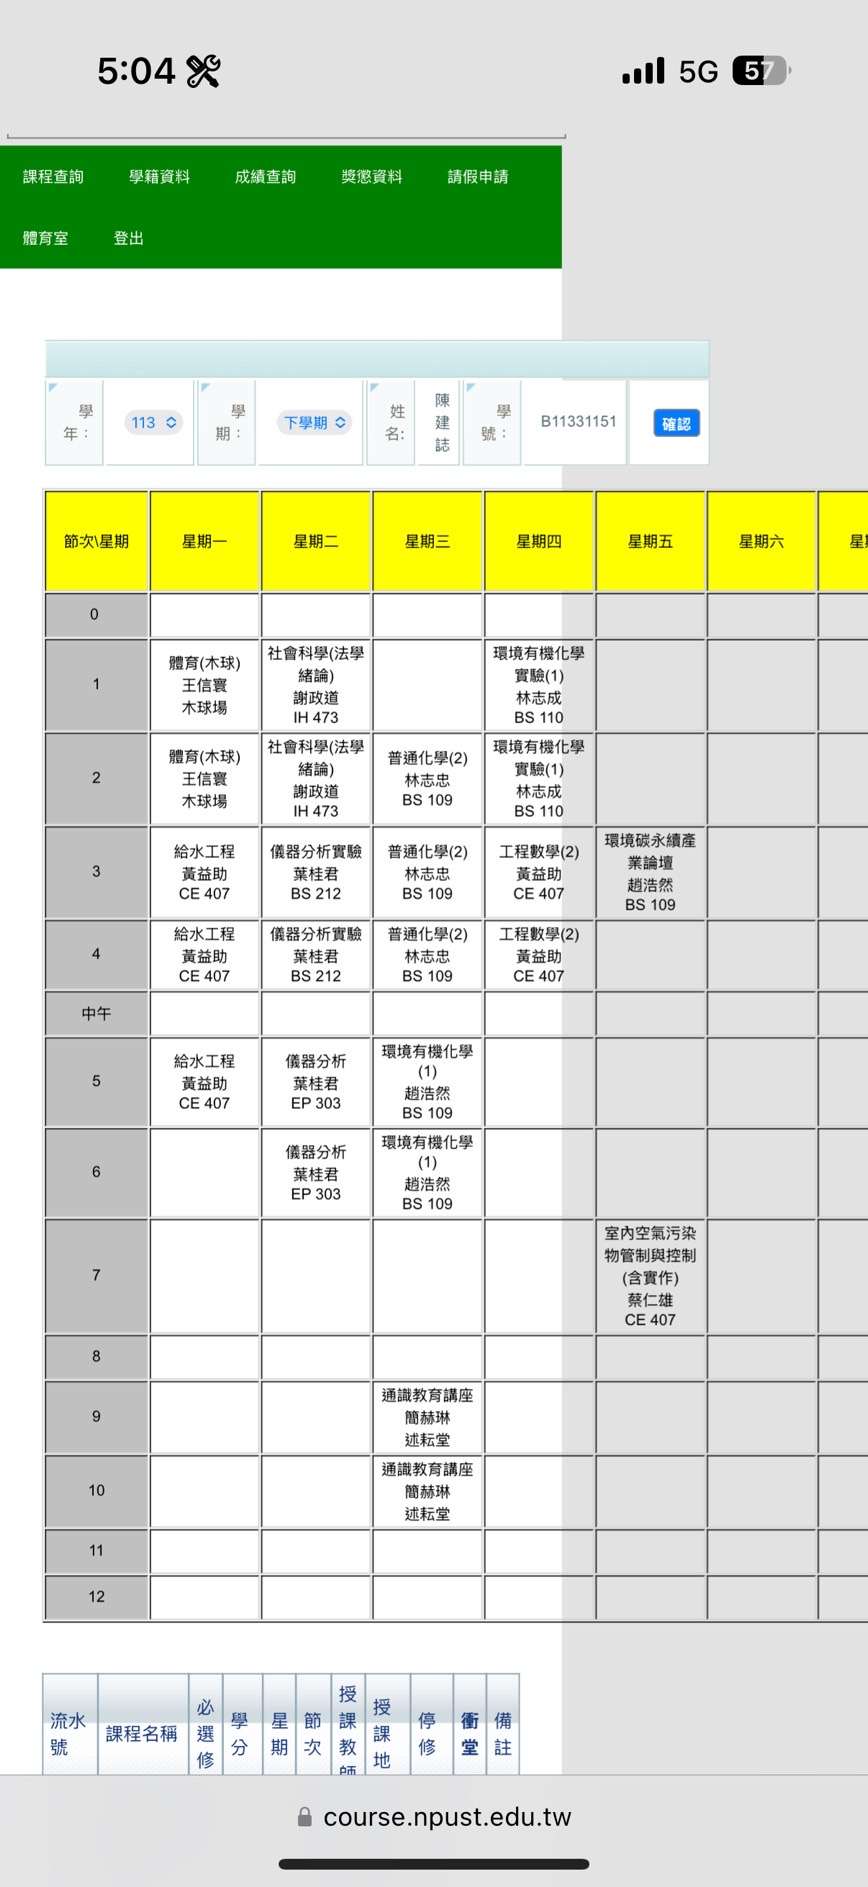 5:04
5G 57
課程查詢 學籍資料 成績查詢 獎懲資料 請假申請
體育室 登出
學年： 113 學期： 下學期 姓名: 陳建誌 學號： B11331151 確認
節次\星期 星期一 星期二 星期三 星期四 星期五 星期六
0
1
體育(木球)
王信寰
木球場
社會科學(法學
緒論)
謝政道
IH 473
環境有機化學
實驗(1)
林志成
BS 110
2
體育(木球)
王信寰
木球場
社會科學(法學
緒論)
謝政道
IH 473
普通化學(2)
林志忠
BS 109
環境有機化學
實驗(1)
林志成
BS 110
3
給水工程
黃益助
CE 407
儀器分析實驗
葉桂君
BS 212
普通化學(2)
林志忠
BS 109
工程數學(2)
黃益助
CE 407
環境碳永續產
業論壇
趙浩然
BS 109
4
給水工程
黃益助
CE 407
儀器分析實驗
葉桂君
BS 212
普通化學(2)
林志忠
BS 109
工程數學(2)
黃益助
CE 407
中午
5
給水工程
黃益助
CE 407
儀器分析
葉桂君
EP 303
環境有機化學
(1)
趙浩然
BS 109
6
儀器分析
葉桂君
EP 303
環境有機化學
(1)
趙浩然
BS 109
7
室內空氣污染
物管制與控制
(含實作)
蔡仁雄
CE 407
8
9
通識教育講座
簡赫琳
述耘堂
10
通識教育講座
簡赫琳
述耘堂
11
12
流水號 課程名稱 必選修 學分 星期 節次 授課教師 授課地 停修 衝堂 備註
course.npust.edu.tw